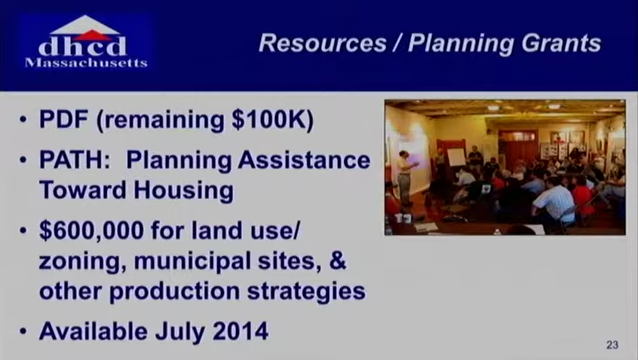 dhcd
Massachusetts
Resources / Planning Grants
• PDF (remaining $100K)
• PATH: Planning Assistance
Toward Housing
• $600,000 for land use/
zoning, municipal sites, &
other production strategies
• Available July 2014
23